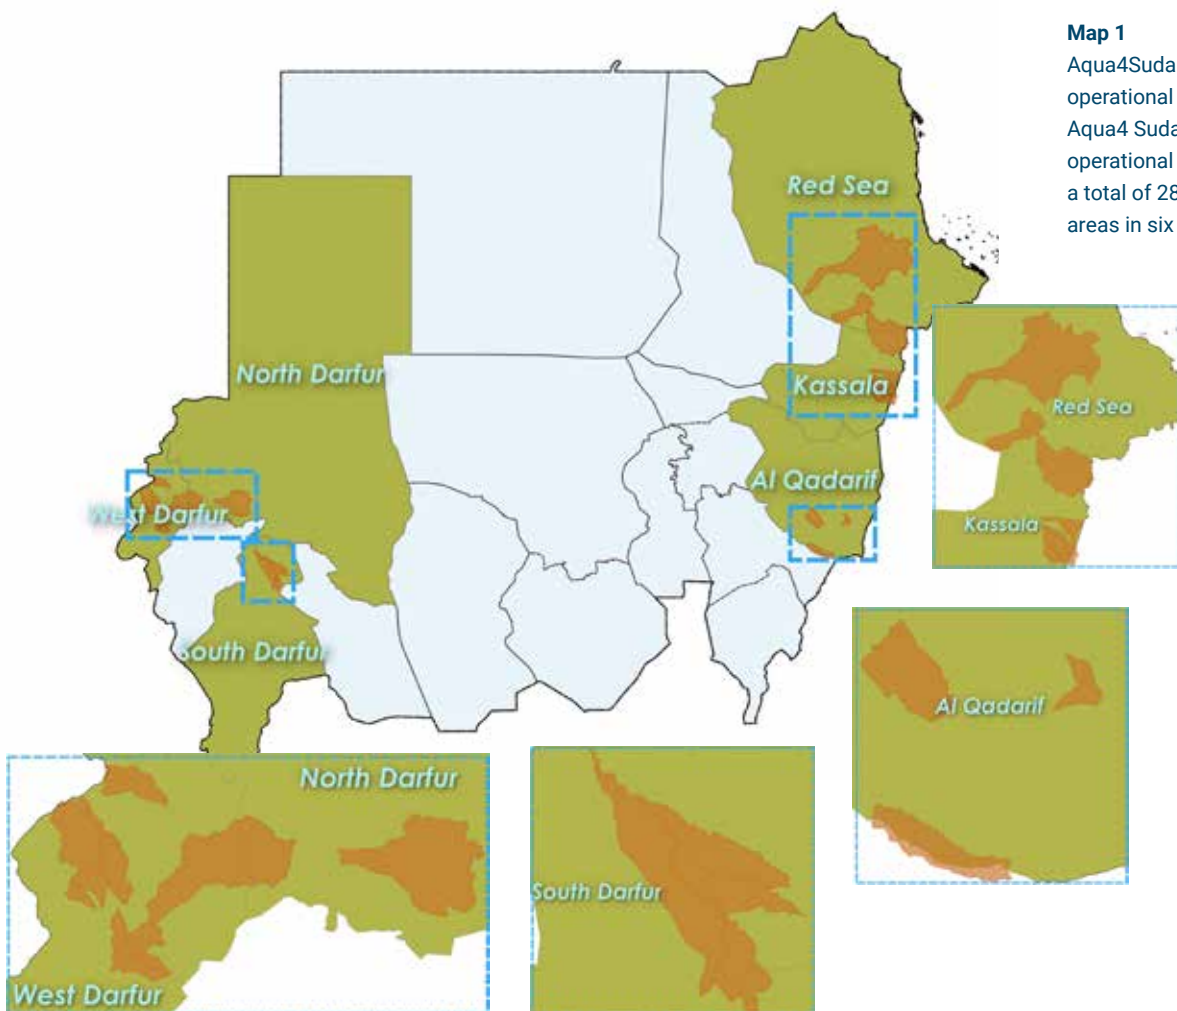 Map 1
Aqua4Suda
operational
Aqua4 Suda
operational
a total of 28
areas in six
Red Sea
North Darfur
Kassala
Al Qadarif
West Darfur
South Darfur
Red Sea
Kassala
Al Qadarif
North Darfur
West Darfur
South Darfur